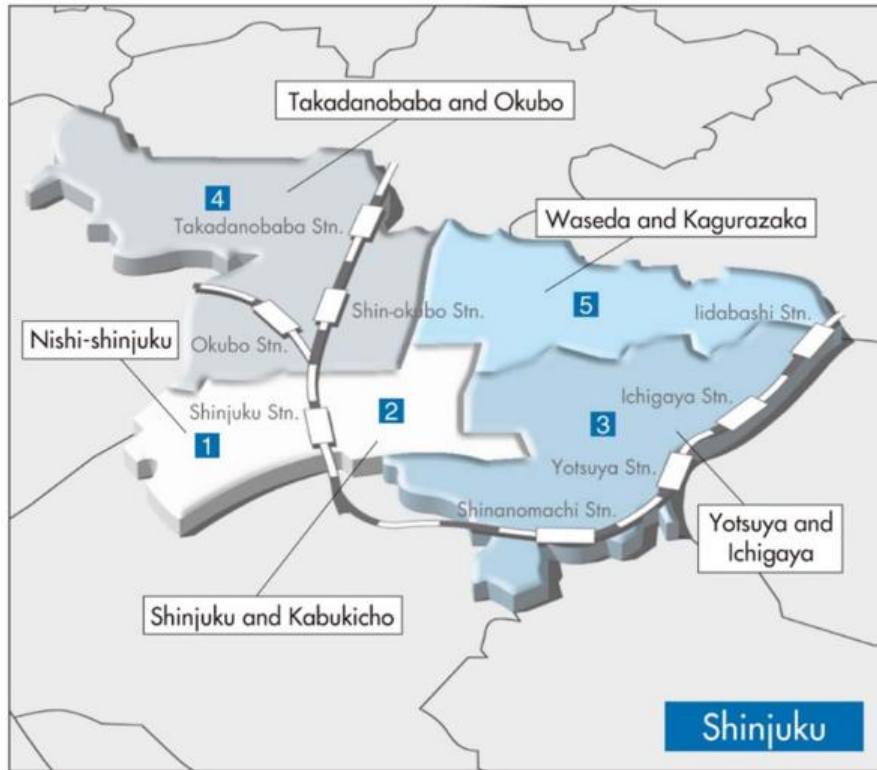 Takadanobaba and Okubo
4
Takadanobaba Stn.
Waseda and Kagurazaka
5
Shin-okubo Stn.
Iidabashi Stn.
Nishi-shinjuku
Okubo Stn.
Ichigaya Stn.
Shinjuku Stn.
2
3
1
Yotsuya Stn.
Shinanomachi Stn.
Yotsuya and
Ichigaya
Shinjuku and Kabukicho
Shinjuku